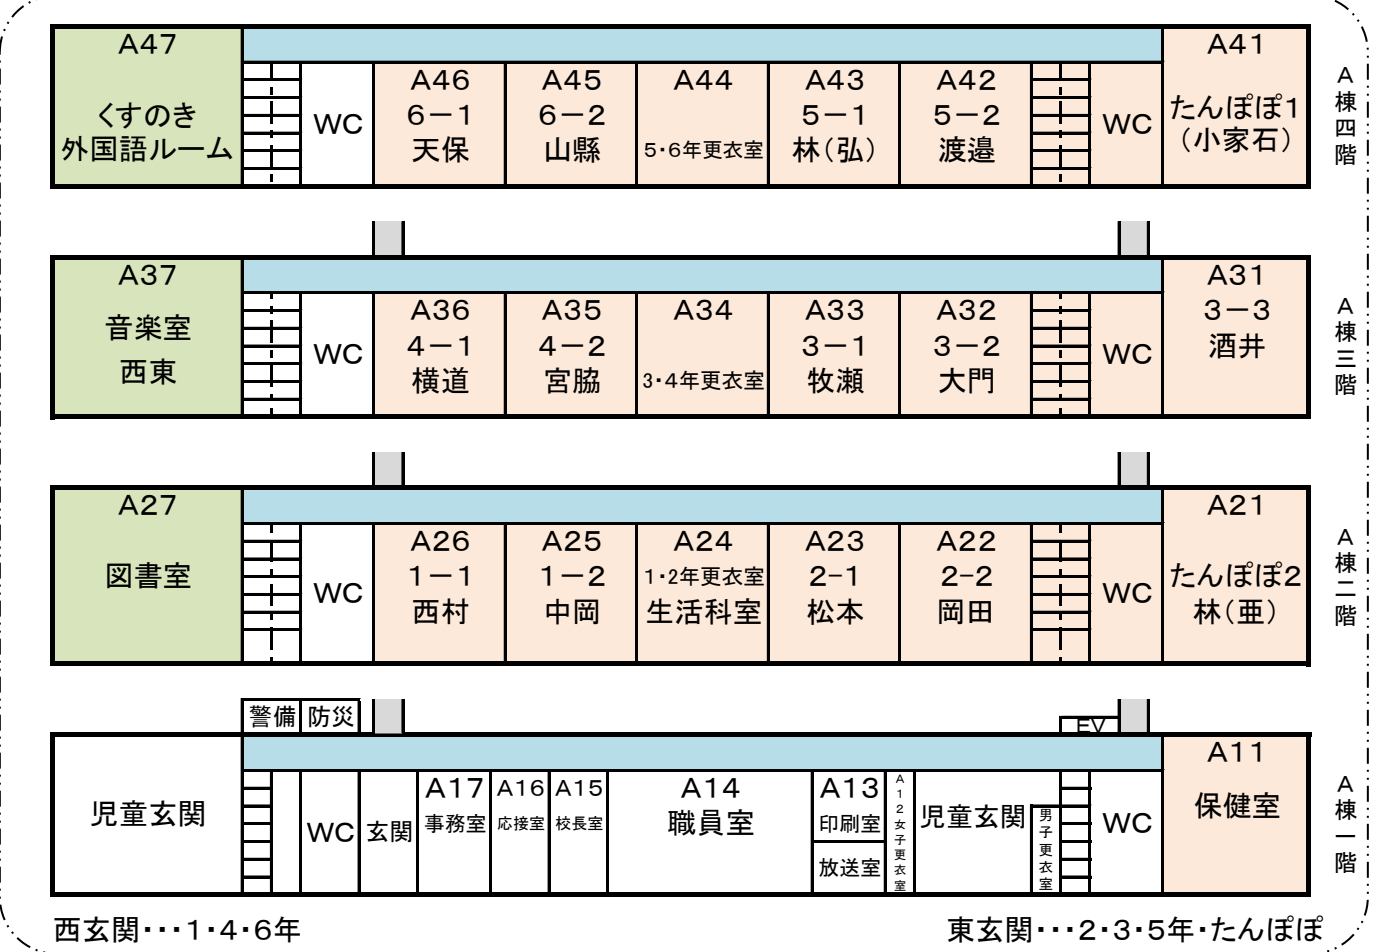 A47
くすのき
外国語ルーム
WC
A46
6－1
天保
A45
6－2
山縣
A44
5・6年更衣室
A43
5－1
林（弘）
A42
5－2
渡邉
WC
A41
たんぽぽ1
（小家石）
A棟四階
A37
音楽室
西東
WC
A36
4－1
横道
A35
4－2
宮脇
A34
3・4年更衣室
A33
3－1
牧瀬
A32
3－2
大門
WC
A31
3－3
酒井
A棟三階
A27
図書室
WC
A26
1－1
西村
A25
1－2
中岡
A24
1・2年更衣室
生活科室
A23
2-1
松本
A22
2-2
岡田
WC
A21
たんぽぽ2
林（亜）
A棟二階
警備
防災
EV
児童玄関
WC
玄関
A17
事務室
A16
応接室
A15
校長室
A14
職員室
A13
印刷室
放送室
A12女子更衣室
児童玄関
男子更衣室
WC
A11
保健室
A棟一階
西玄関・・・1・4・6年
東玄関・・・2・3・5年・たんぽぽ